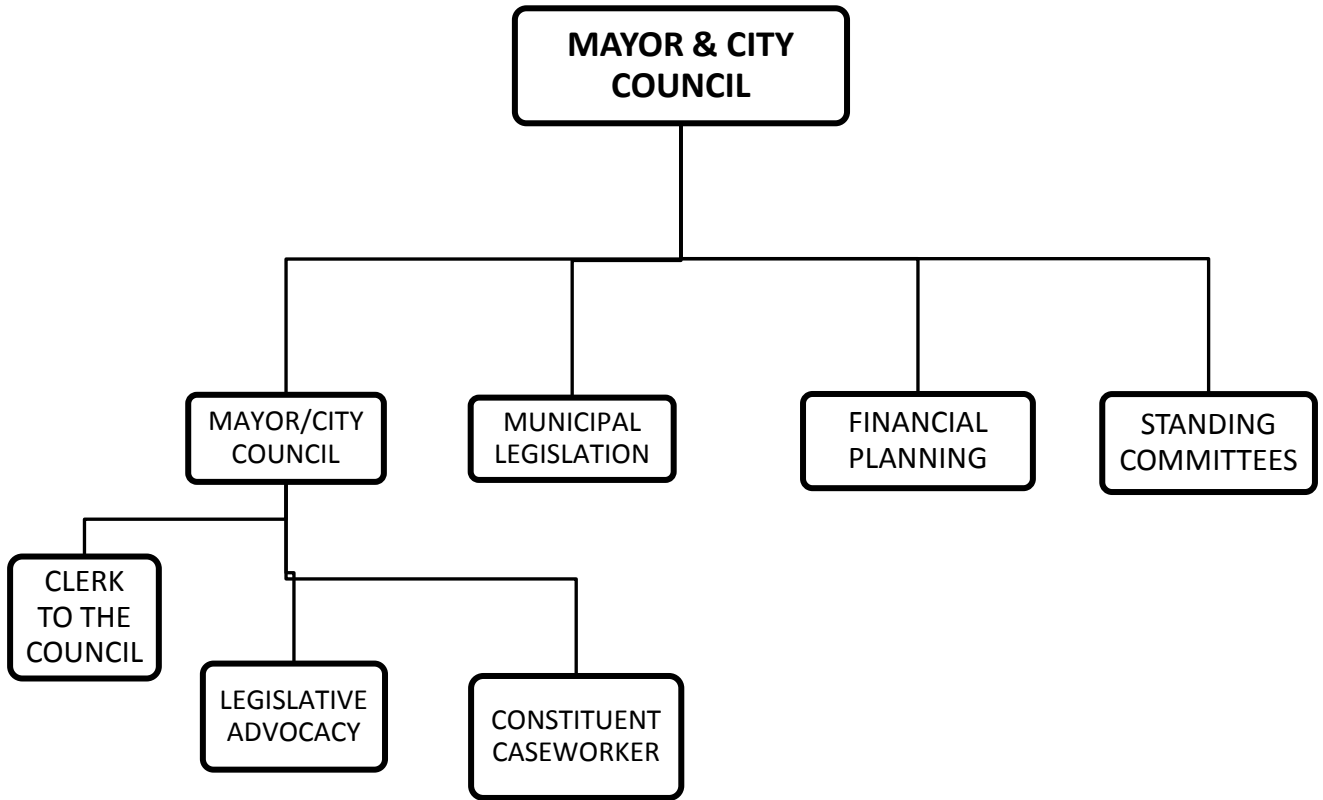 MAYOR & CITY
COUNCIL
MAYOR/CITY
COUNCIL
MUNICIPAL
LEGISLATION
FINANCIAL
PLANNING
STANDING
COMMITTEES
CLERK
TO THE
COUNCIL
LEGISLATIVE
ADVOCACY
CONSTITUENT
CASEWORKER